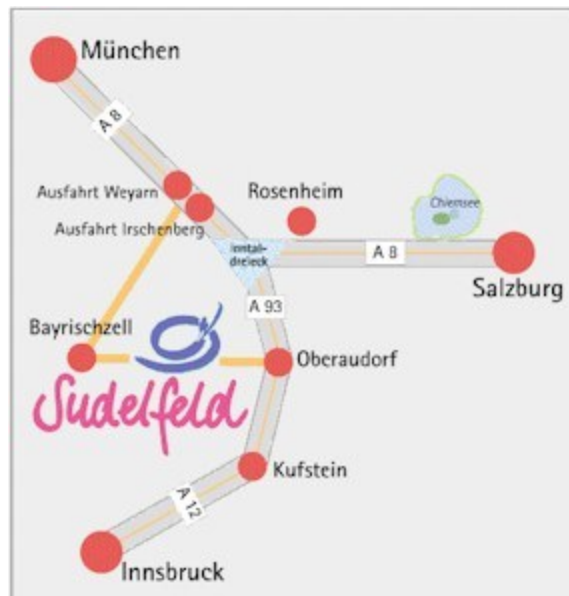 München
A 8
Ausfahrt Weyarn
Rosenheim
Chiemsee
Ausfahrt Irschenberg
Inntal-
dreieck
A 8
Salzburg
A 93
Bayrischzell
Oberaudorf
Sudelfeld
Kufstein
A 12
Innsbruck